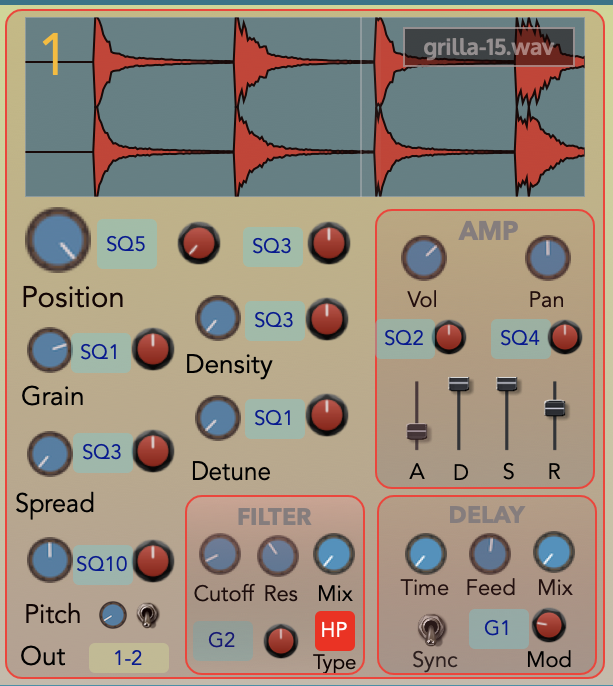 1
grilla-15.wav
SQ5
SQ3
Position
SQ1
Grain
SQ3
Density
SQ3
Spread
SQ1
Detune
SQ10
Pitch
Out
1-2
AMP
Vol
Pan
SQ2
SQ4
A
D
S
R
FILTER
Cutoff
Res
Mix
G2
HP
Type
DELAY
Time
Feed
Mix
G1
Sync
Mod